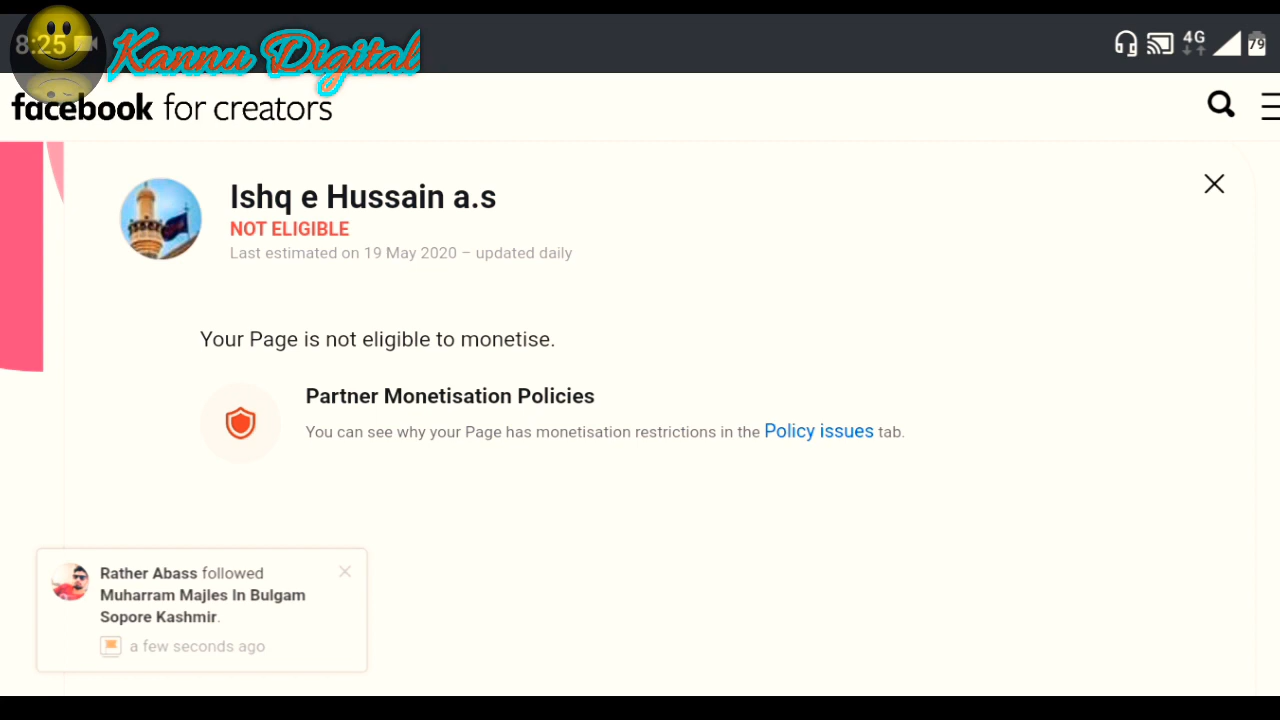 8:25
Kannu Digital
4G
79
facebook for creators
Ishq e Hussain a.s
NOT ELIGIBLE
Last estimated on 19 May 2020 – updated daily
Your Page is not eligible to monetise.
Partner Monetisation Policies
You can see why your Page has monetisation restrictions in the Policy issues tab.
Rather Abass followed
Muharram Majles In Bulgam
Sopore Kashmir.
a few seconds ago